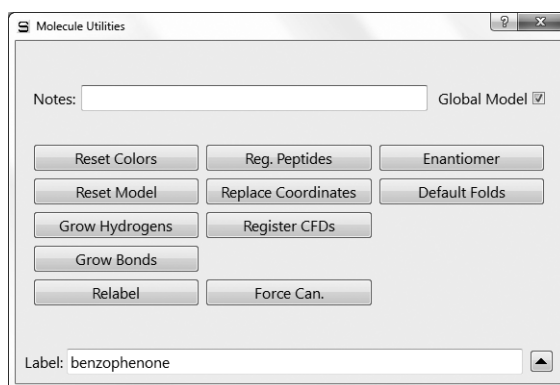 S Molecule Utilities ? X
Notes: Global Model
Reset Colors Reg. Peptides Enantiomer
Reset Model Replace Coordinates Default Folds
Grow Hydrogens Register CFDs
Grow Bonds
Relabel Force Can.
Label: benzophenone